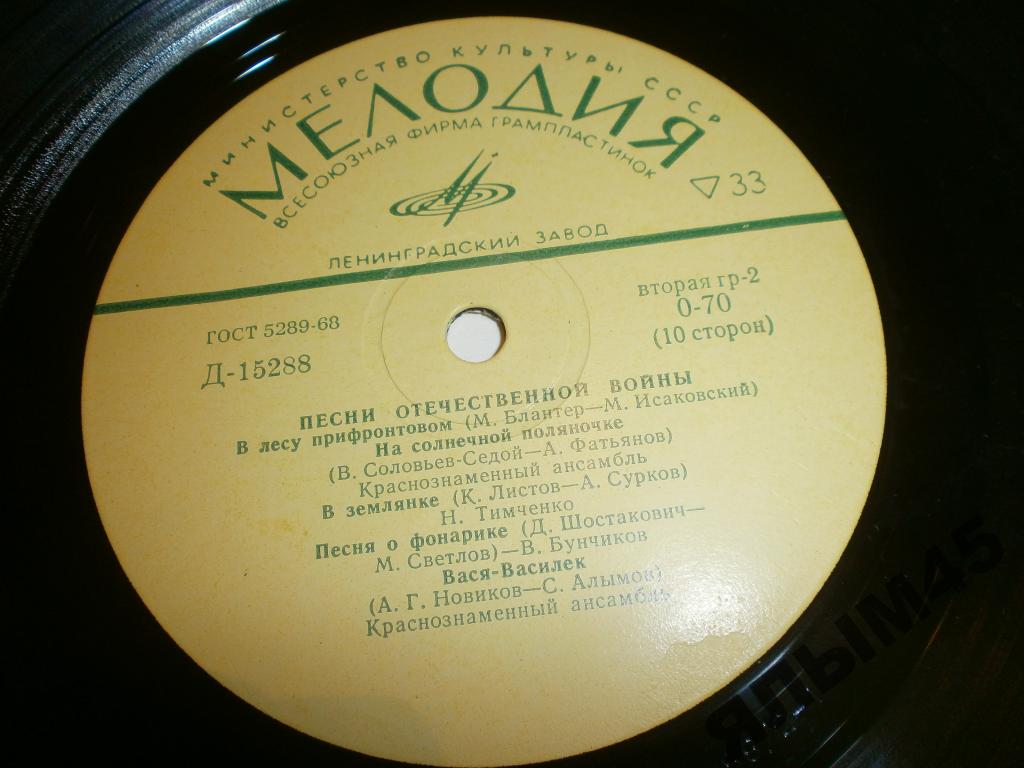 МИНИСТЕРСТВО КУЛЬТУРЫ СССР
МЕЛОДИЯ
ВСЕСОЮЗНАЯ ФИРМА ГРАМПЛАСТИНОК
33
ЛЕНИНГРАДСКИЙ ЗАВОД
ГОСТ 5289-68
Д-15288
вторая гр-2
0-70
(10 сторон)
ПЕСНИ ОТЕЧЕСТВЕННОЙ ВОЙНЫ
В лесу прифронтовом (М. Блантер—М. Исаковский)
На солнечной поляночке
(В. Соловьев-Седой—А. Фатьянов)
Краснознаменный ансамбль
В землянке (К. Листов—А. Сурков)
Н. Тимченко
Песня о фонарике (Д. Шостакович—
М. Светлов)—В. Бунчиков
Вася-Василек
(А. Г. Новиков—С. Алымов)
Краснознаменный ансамбль
ЯЛЫМ45